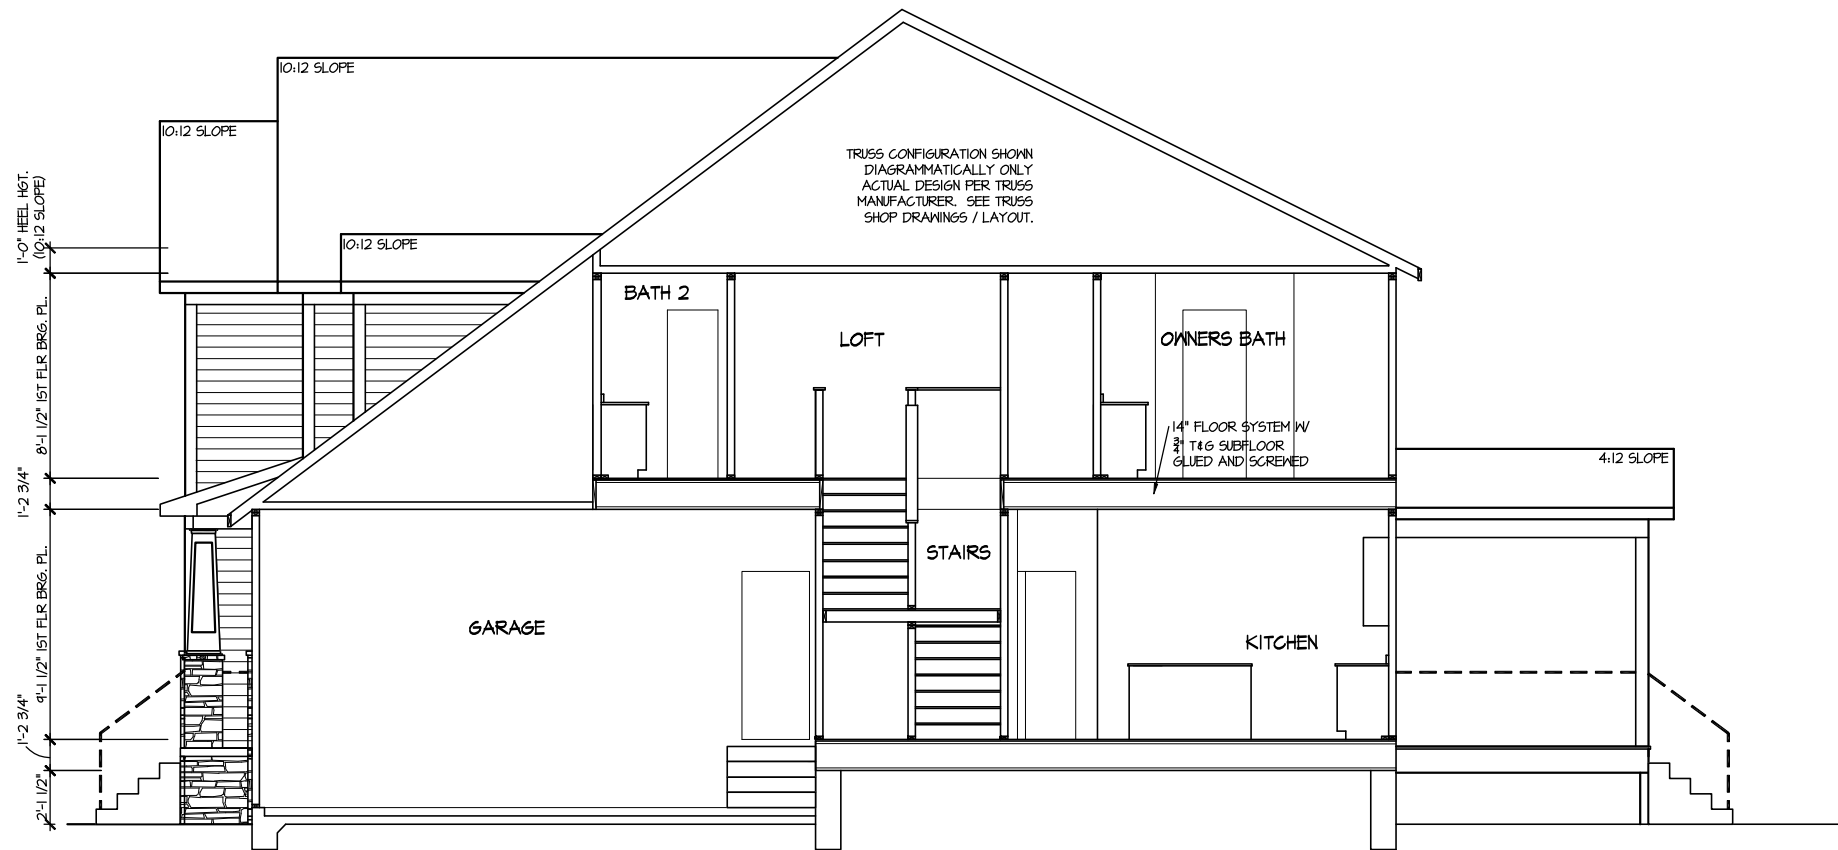 10:12 SLOPE
10:12 SLOPE
TRUSS CONFIGURATION SHOWN
DIAGRAMMATICALLY ONLY
ACTUAL DESIGN PER TRUSS
MANUFACTURER. SEE TRUSS
SHOP DRAWINGS / LAYOUT.
1'-0" HEEL HGT.
(10:12 SLOPE)
10:12 SLOPE
BATH 2
LOFT
OWNERS BATH
8'-1 1/2" 1ST FLR BRG. PL.
14" FLOOR SYSTEM W/
3/4" T&G SUBFLOOR
GLUED AND SCREWED
4:12 SLOPE
1'-2 3/4"
STAIRS
GARAGE
KITCHEN
9'-1 1/2" 1ST FLR BRG. PL.
1'-2 3/4"
2'-1 1/2"